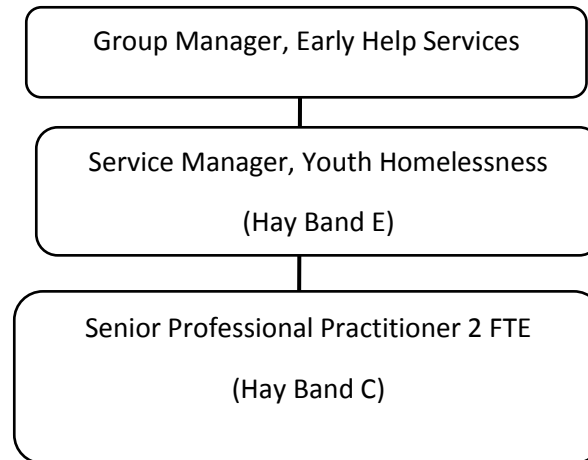 Group Manager, Early Help Services
Service Manager, Youth Homelessness
(Hay Band E)
Senior Professional Practitioner 2 FTE
(Hay Band C)